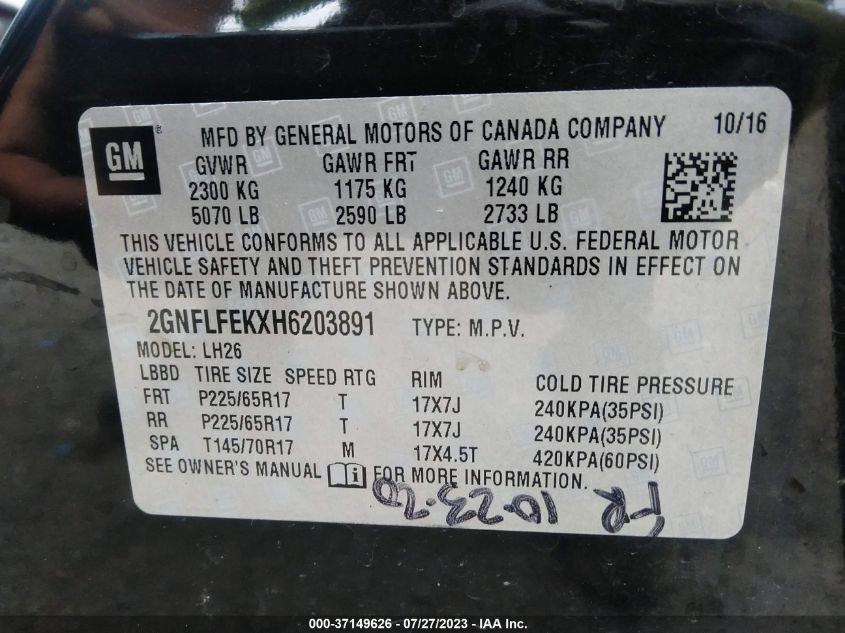 GM
MFD BY GENERAL MOTORS OF CANADA COMPANY 10/16
GVWR GAWR FRT GAWR RR
2300 KG 1175 KG 1240 KG
5070 LB 2590 LB 2733 LB
THIS VEHICLE CONFORMS TO ALL APPLICABLE U.S. FEDERAL MOTOR
VEHICLE SAFETY AND THEFT PREVENTION STANDARDS IN EFFECT ON
THE DATE OF MANUFACTURE SHOWN ABOVE.
2GNFLFEKXH6203891 TYPE: M.P.V.
MODEL: LH26
LBBD TIRE SIZE SPEED RTG RIM COLD TIRE PRESSURE
FRT P225/65R17 T 17X7J 240KPA(35PSI)
RR P225/65R17 T 17X7J 240KPA(35PSI)
SPA T145/70R17 M 17X4.5T 420KPA(60PSI)
SEE OWNER'S MANUAL FOR MORE INFORMATION.
FR 10-23-20
000-37149626 - 07/27/2023 - IAA Inc.